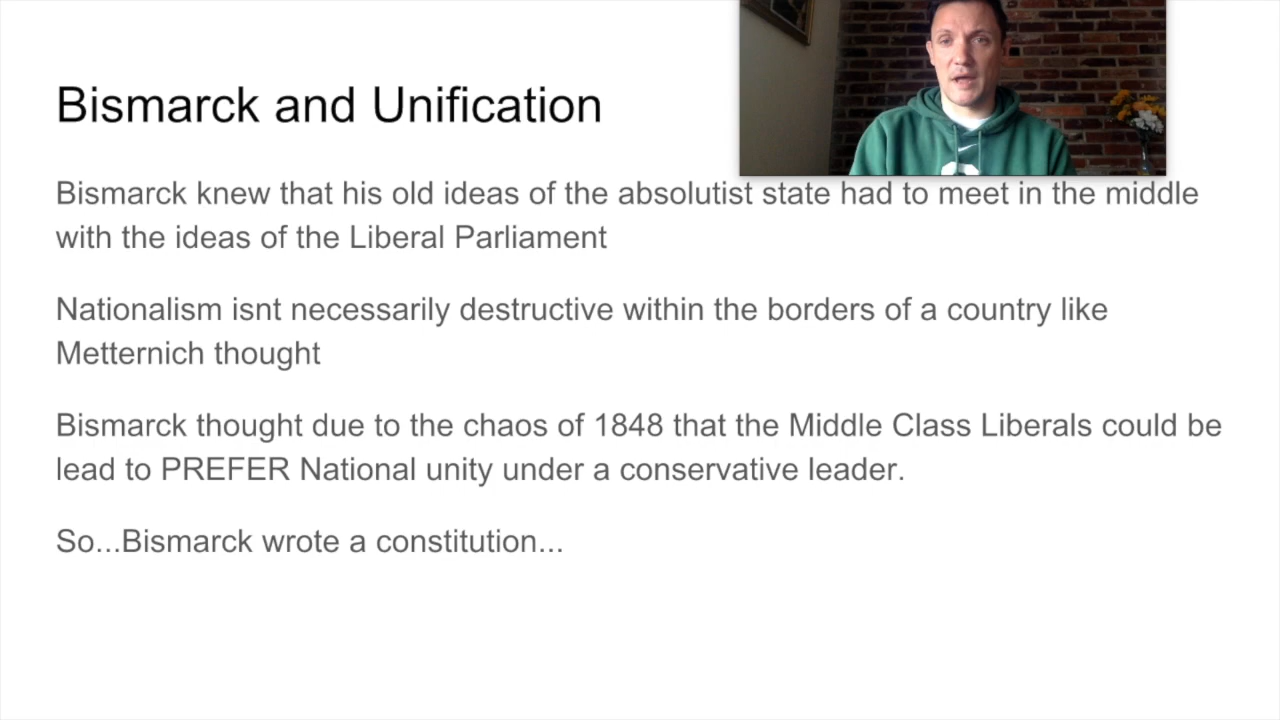 Bismarck and Unification
Bismarck knew that his old ideas of the absolutist state had to meet in the middle
with the ideas of the Liberal Parliament
Nationalism isnt necessarily destructive within the borders of a country like
Metternich thought
Bismarck thought due to the chaos of 1848 that the Middle Class Liberals could be
lead to PREFER National unity under a conservative leader.
So...Bismarck wrote a constitution...